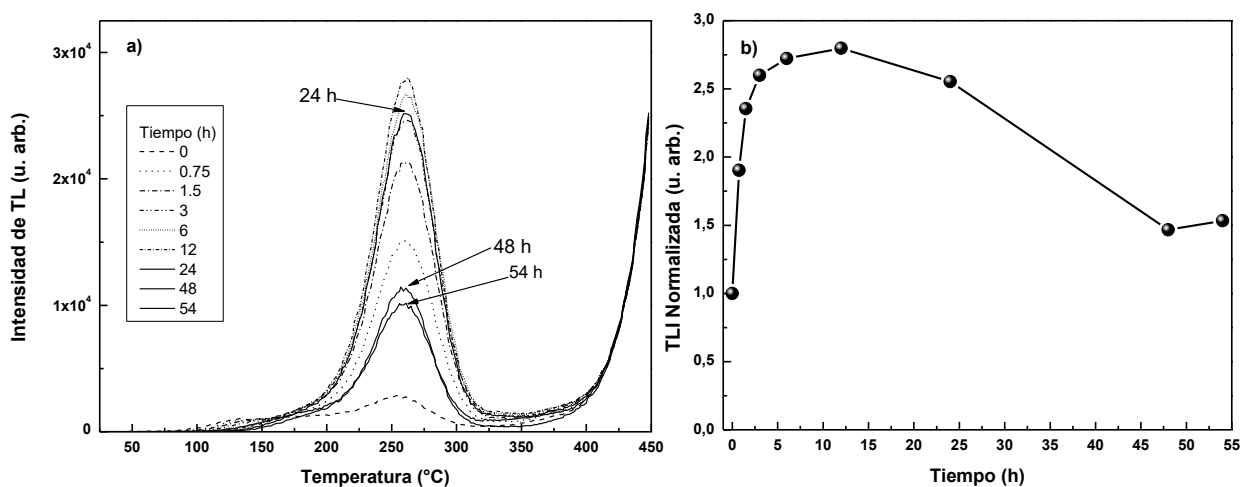 a)
Intensidad de TL (u. arb.)
3x10⁴
2x10⁴
1x10⁴
0
Tiempo (h)
0
0.75
1.5
3
6
12
24
48
54
24 h
48 h
54 h
50 100 150 200 250 300 350 400 450
Temperatura (°C)
b)
TLI Normalizada (u. arb.)
3,0
2,5
2,0
1,5
1,0
0,5
0,0
0 5 10 15 20 25 30 35 40 45 50 55
Tiempo (h)